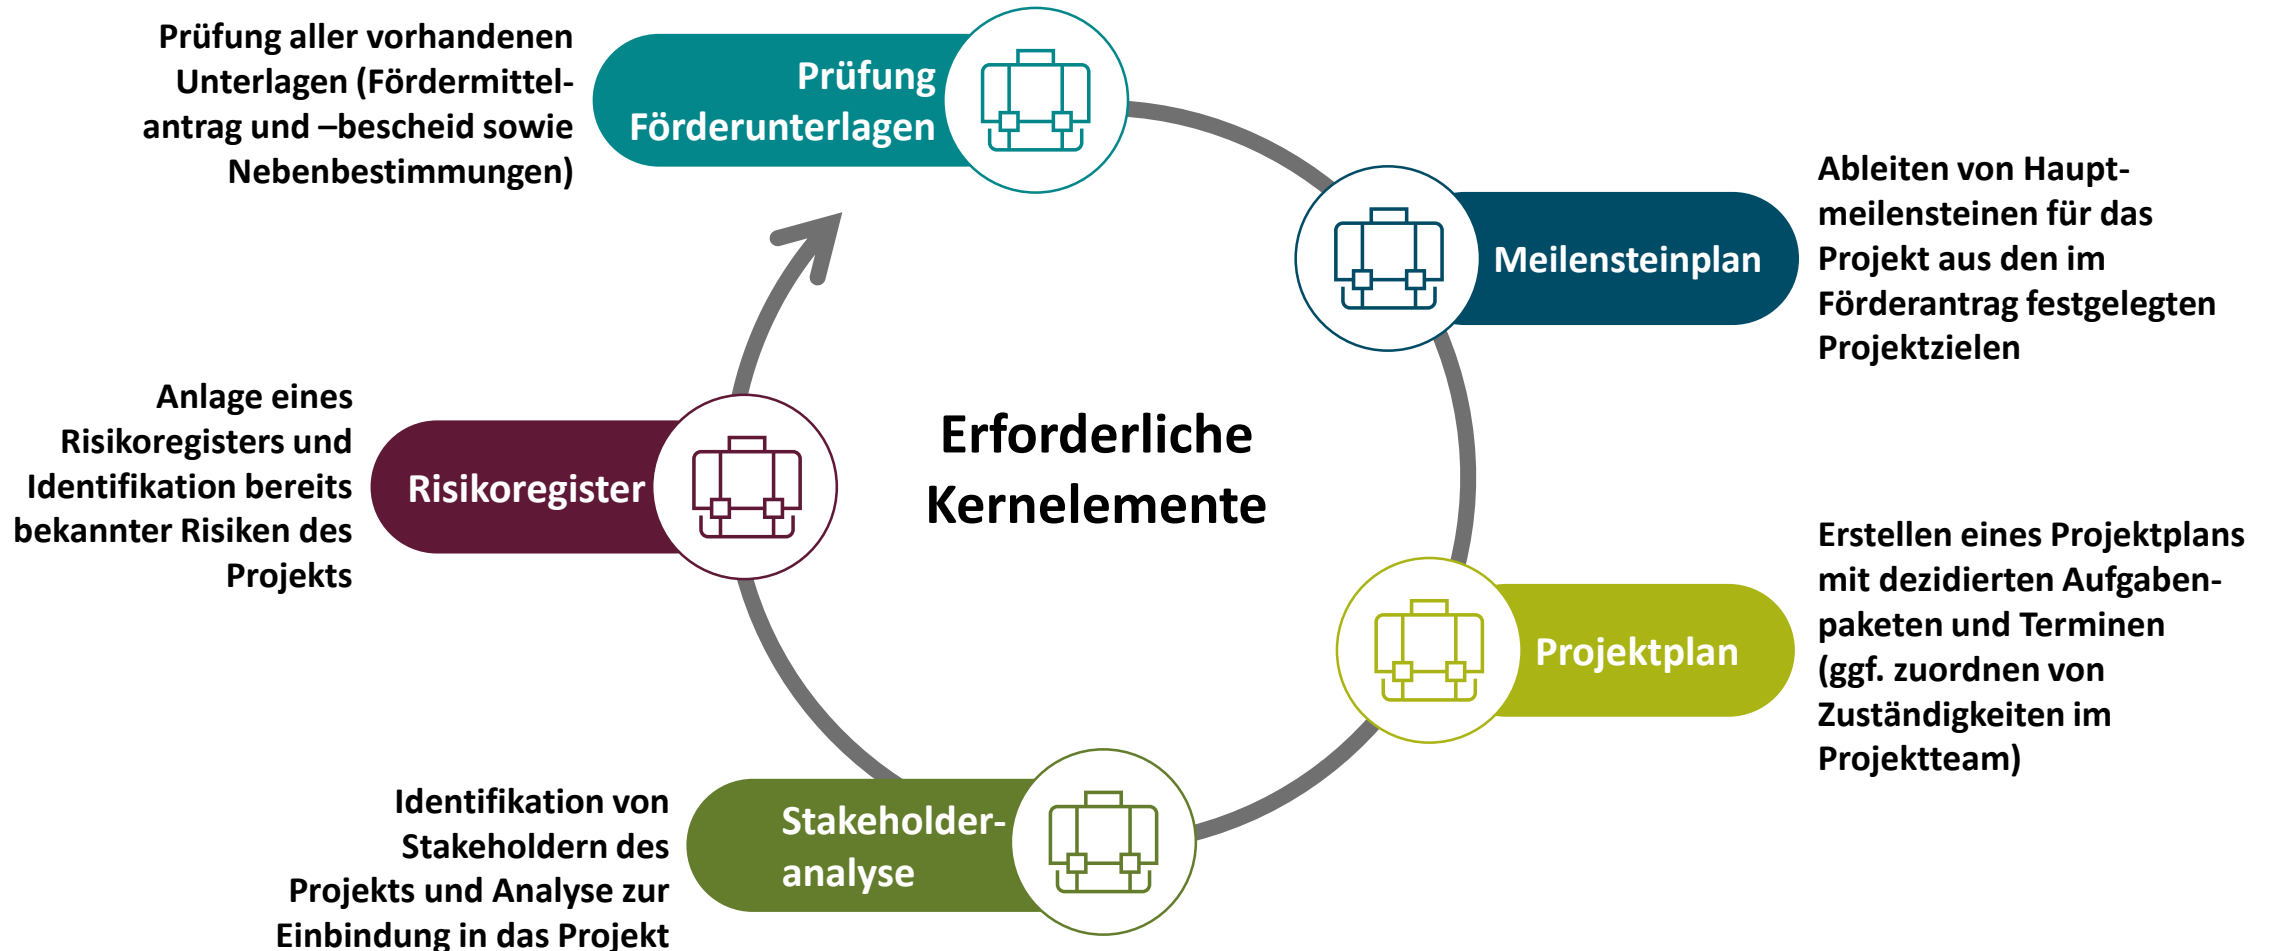 Prüfung aller vorhandenen
Unterlagen (Fördermittel-
antrag und –bescheid sowie
Nebenbestimmungen)
Prüfung
Förderunterlagen
Ableiten von Haupt-
meilensteinen für das
Projekt aus den im
Förderantrag festgelegten
Projektzielen
Meilensteinplan
Erforderliche
Kernelemente
Anlage eines
Risikoregisters und
Identifikation bereits
bekannter Risiken des
Projekts
Risikoregister
Erstellen eines Projektplans
mit dezidierten Aufgaben-
paketen und Terminen
(ggf. zuordnen von
Zuständigkeiten im
Projektteam)
Projektplan
Identifikation von
Stakeholdern des
Projekts und Analyse zur
Einbindung in das Projekt
Stakeholder-
analyse